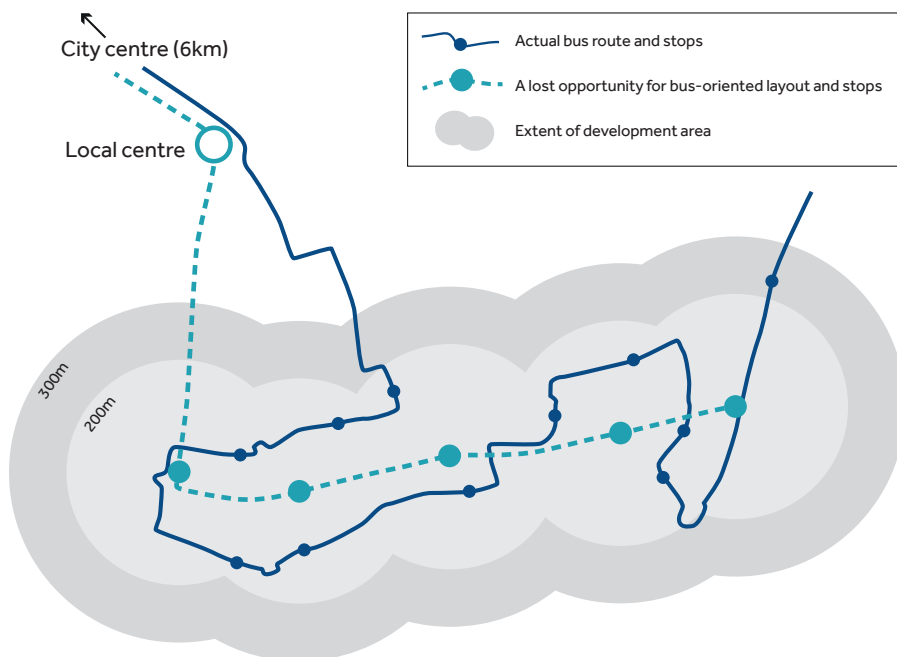 City centre (6km)
Local centre
Actual bus route and stops
A lost opportunity for bus-oriented layout and stops
Extent of development area
300m
200m